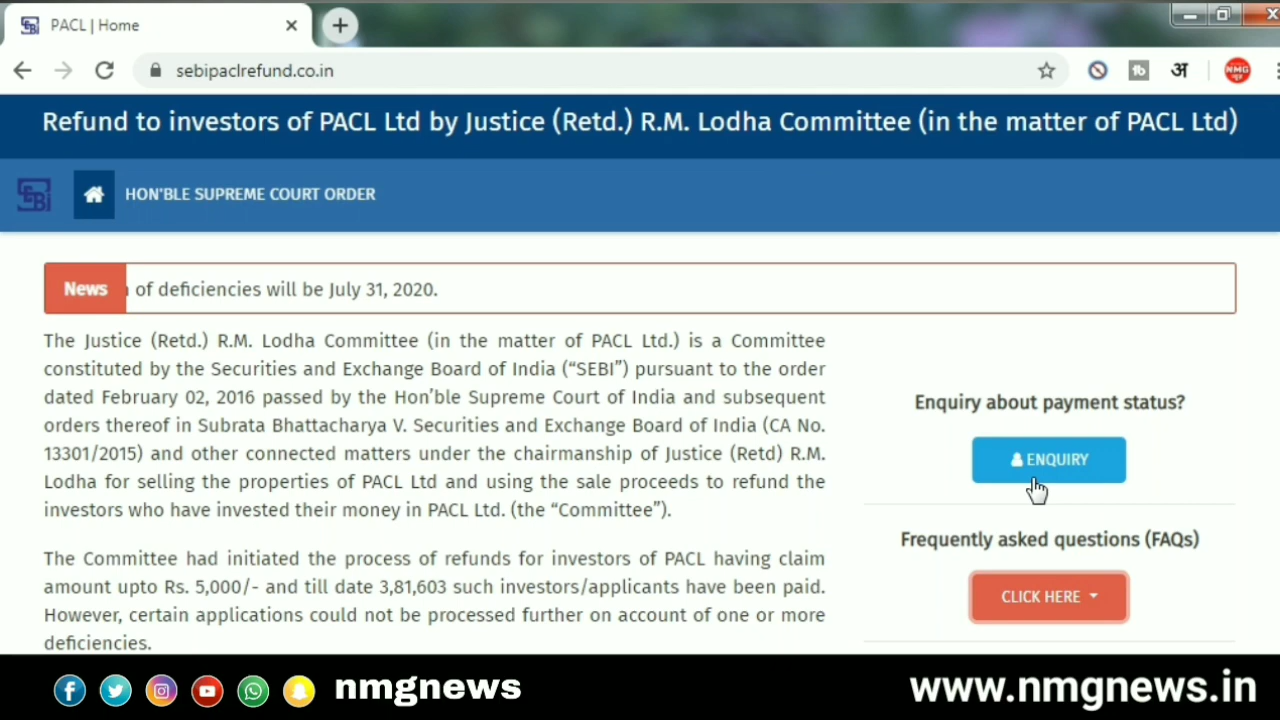 PACL | Home
sebipaclrefund.co.in
अ
NMG
न्यूज़
Refund to investors of PACL Ltd by Justice (Retd.) R.M. Lodha Committee (in the matter of PACL Ltd)
SEBI
HON'BLE SUPREME COURT ORDER
News
of deficiencies will be July 31, 2020.
The Justice (Retd.) R.M. Lodha Committee (in the matter of PACL Ltd.) is a Committee
constituted by the Securities and Exchange Board of India (“SEBI”) pursuant to the order
dated February 02, 2016 passed by the Hon’ble Supreme Court of India and subsequent
orders thereof in Subrata Bhattacharya V. Securities and Exchange Board of India (CA No.
13301/2015) and other connected matters under the chairmanship of Justice (Retd) R.M.
Lodha for selling the properties of PACL Ltd and using the sale proceeds to refund the
investors who have invested their money in PACL Ltd. (the “Committee”).
The Committee had initiated the process of refunds for investors of PACL having claim
amount upto Rs. 5,000/- and till date 3,81,603 such investors/applicants have been paid.
However, certain applications could not be processed further on account of one or more
deficiencies.
Enquiry about payment status?
ENQUIRY
Frequently asked questions (FAQs)
CLICK HERE
nmgnews
www.nmgnews.in